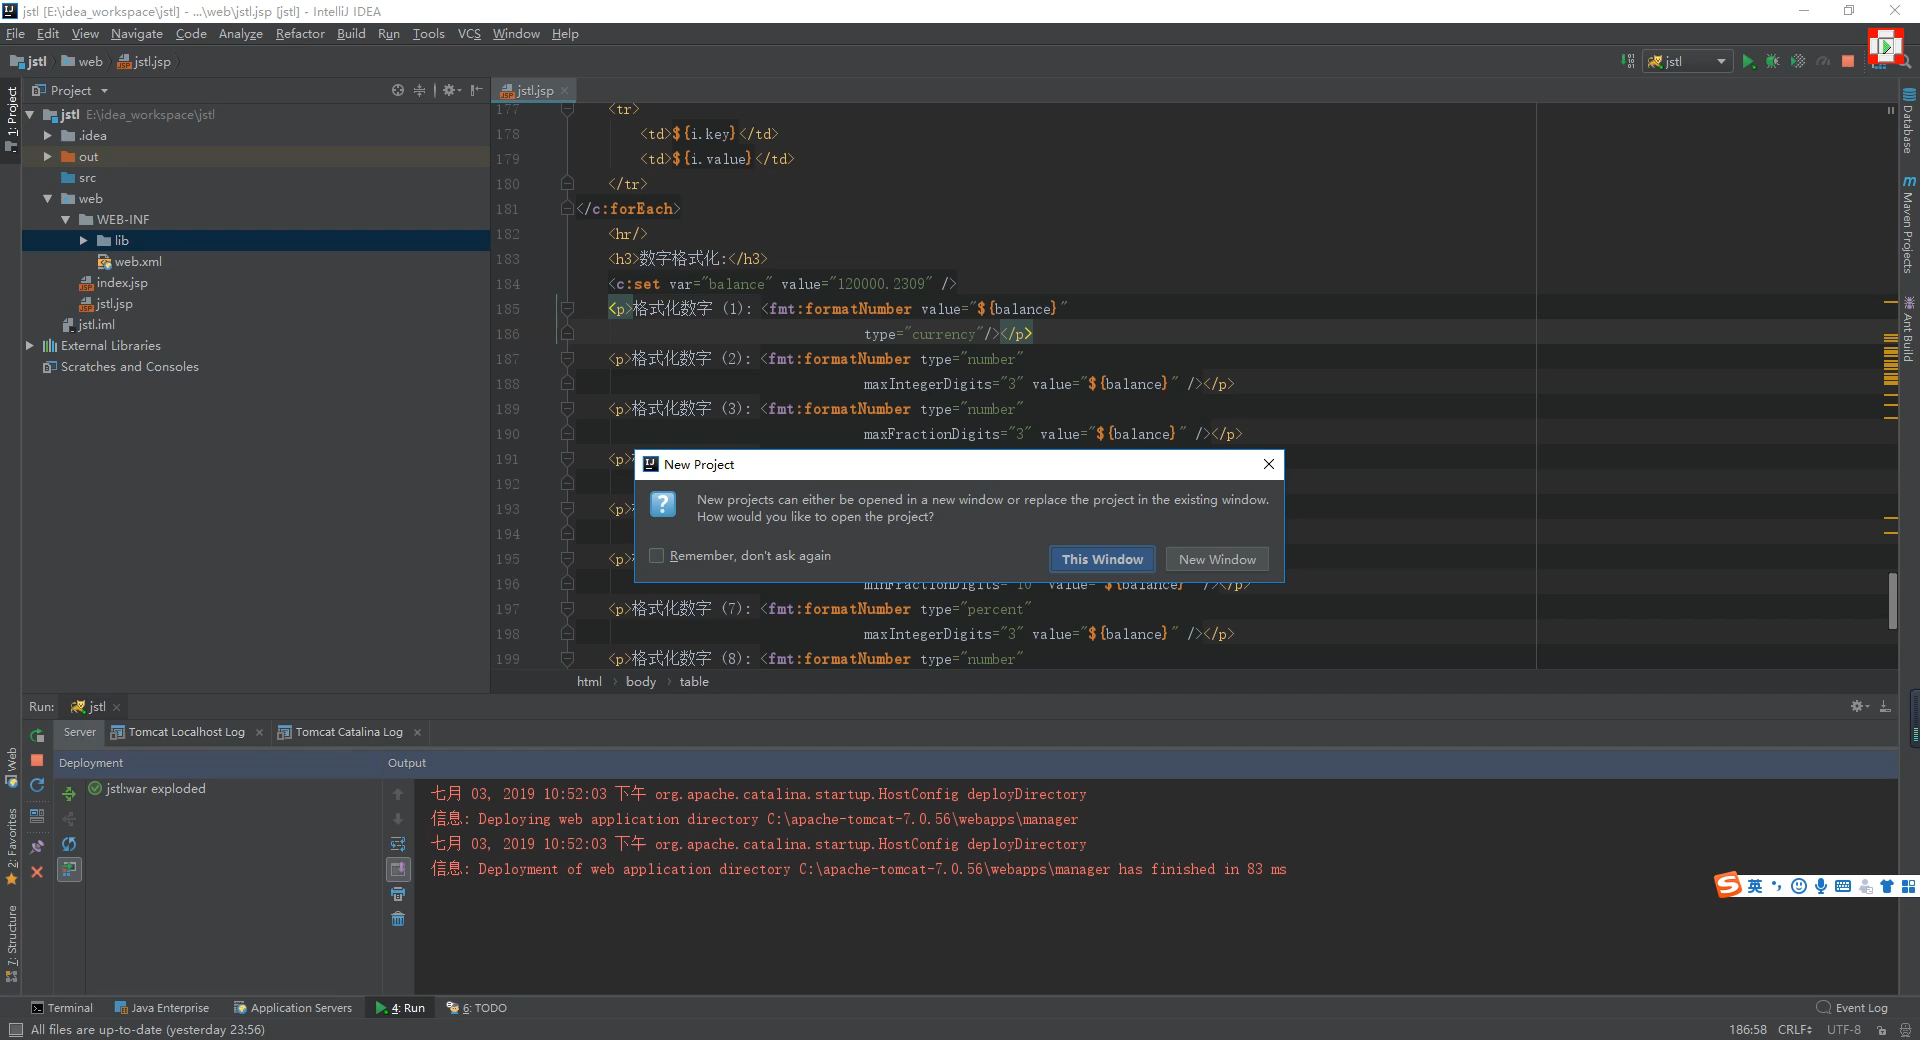 jstl [E:\idea_workspace\jstl] - ...\web\jstl.jsp [jstl] - IntelliJ IDEA
File Edit View Navigate Code Analyze Refactor Build Run Tools VCS Window Help
jstl web jstl.jsp
jstl
1: Project
Project
jstl.jsp
jstl E:\idea_workspace\jstl
.idea
out
src
web
WEB-INF
lib
web.xml
index.jsp
jstl.jsp
jstl.iml
External Libraries
Scratches and Consoles
177 <tr>
178 <td>${i.key}</td>
179 <td>${i.value}</td>
180 </tr>
181 </c:forEach>
182 <hr/>
183 <h3>数字格式化:</h3>
184 <c:set var="balance" value="120000.2309" />
185 <p>格式化数字 (1): <fmt:formatNumber value="${balance}"
186 type="currency"/></p>
187 <p>格式化数字 (2): <fmt:formatNumber type="number"
188 maxIntegerDigits="3" value="${balance}" /></p>
189 <p>格式化数字 (3): <fmt:formatNumber type="number"
190 maxFractionDigits="3" value="${balance}" /></p>
191 <p>
192
193 <p>
194
195 <p>
196 minFractionDigits="10" value="${balance}" /></p>
197 <p>格式化数字 (7): <fmt:formatNumber type="percent"
198 maxIntegerDigits="3" value="${balance}" /></p>
199 <p>格式化数字 (8): <fmt:formatNumber type="number"
html body table
New Project
New projects can either be opened in a new window or replace the project in the existing window.
How would you like to open the project?
Remember, don't ask again
This Window
New Window
Database
Maven Projects
Ant Build
Run: jstl
Server Tomcat Localhost Log Tomcat Catalina Log
Deployment Output
jstl:war exploded
七月 03, 2019 10:52:03 下午 org.apache.catalina.startup.HostConfig deployDirectory
信息: Deploying web application directory C:\apache-tomcat-7.0.56\webapps\manager
七月 03, 2019 10:52:03 下午 org.apache.catalina.startup.HostConfig deployDirectory
信息: Deployment of web application directory C:\apache-tomcat-7.0.56\webapps\manager has finished in 83 ms
Web
2: Favorites
7: Structure
英
Terminal Java Enterprise Application Servers 4: Run 6: TODO Event Log
All files are up-to-date (yesterday 23:56) 186:58 CRLF UTF-8